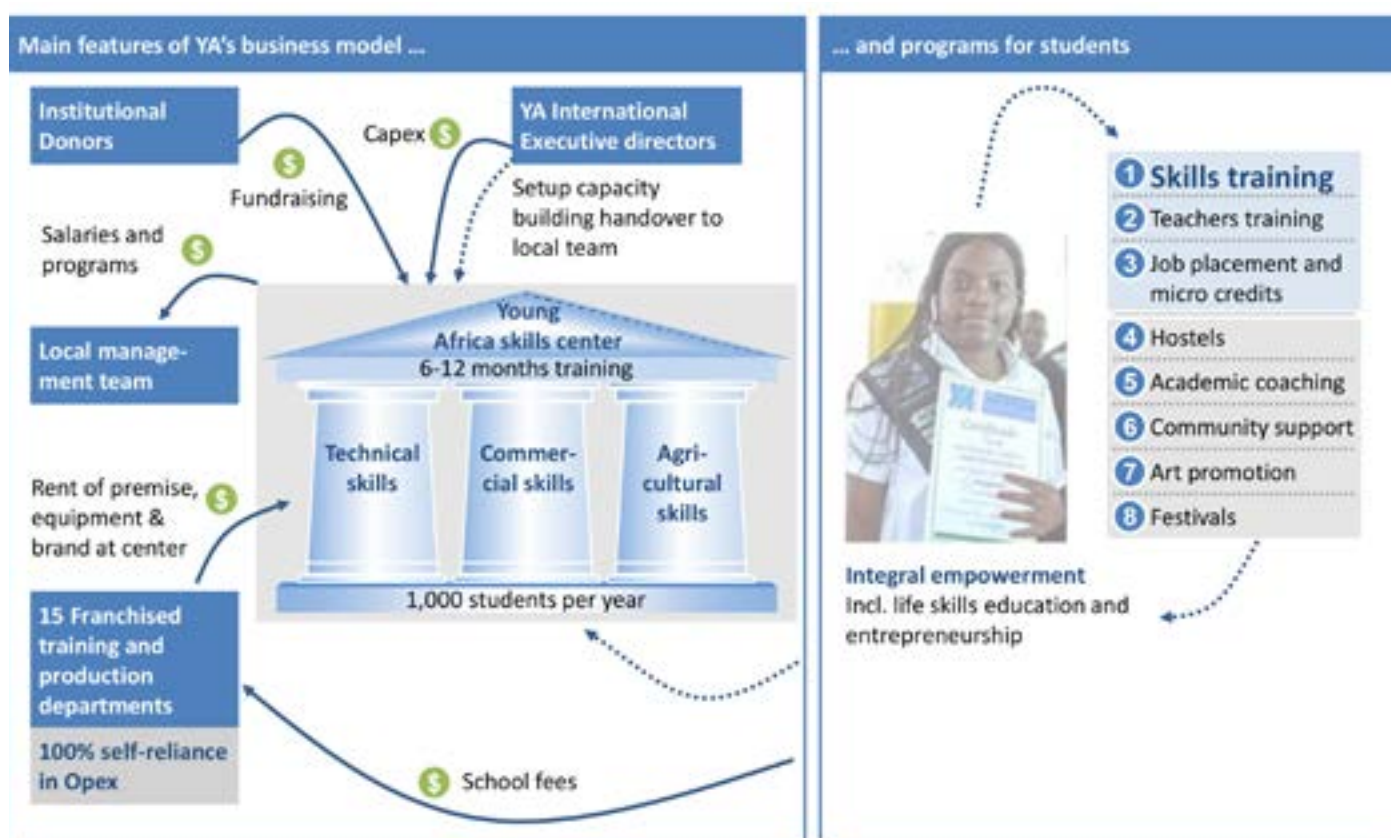 Main features of YA's business model ...
Institutional
Donors
Fundraising
Capex $
YA International
Executive directors
Setup capacity
building handover to
local team
$
Salaries and
programs
$
Local manage-
ment team
Young
Africa skills center
6-12 months training
Technical
skills
Commer-
cial skills
Agri-
cultural
skills
1,000 students per year
Rent of premise,
equipment &
brand at center
$
15 Franchised
training and
production
departments
100% self-reliance
in Opex
$ School fees
... and programs for students
1 Skills training
2 Teachers training
3 Job placement and
micro credits
4 Hostels
5 Academic coaching
6 Community support
7 Art promotion
8 Festivals
Integral empowerment
Incl. life skills education and
entrepreneurship